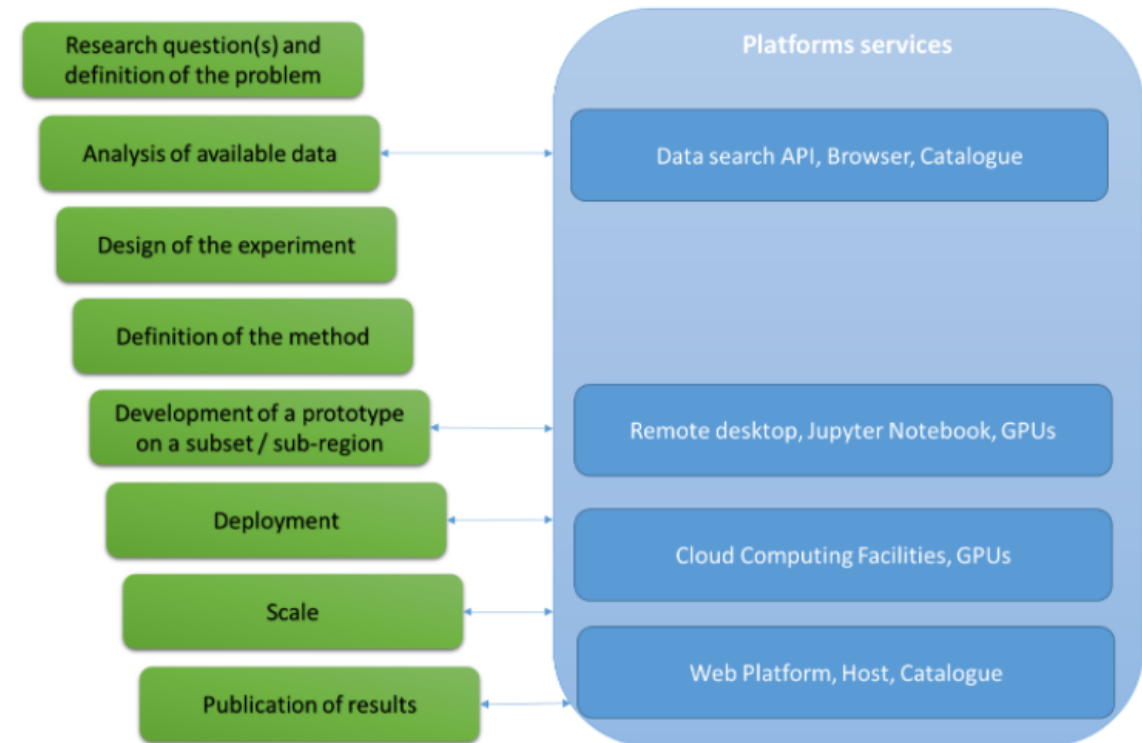 Research question(s) and
definition of the problem
Analysis of available data
Design of the experiment
Definition of the method
Development of a prototype
on a subset / sub-region
Deployment
Scale
Publication of results
Platforms services
Data search API, Browser, Catalogue
Remote desktop, Jupyter Notebook, GPUs
Cloud Computing Facilities, GPUs
Web Platform, Host, Catalogue